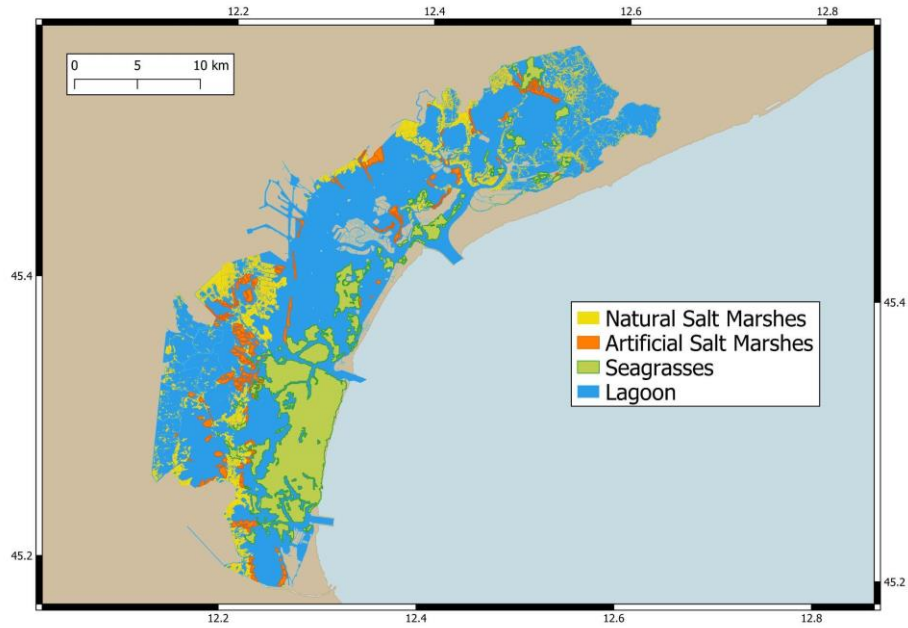 12.2 12.4 12.6 12.8
0 5 10 km
45.4
45.4
Natural Salt Marshes
Artificial Salt Marshes
Seagrasses
Lagoon
45.2
45.2
12.2 12.4 12.6 12.8